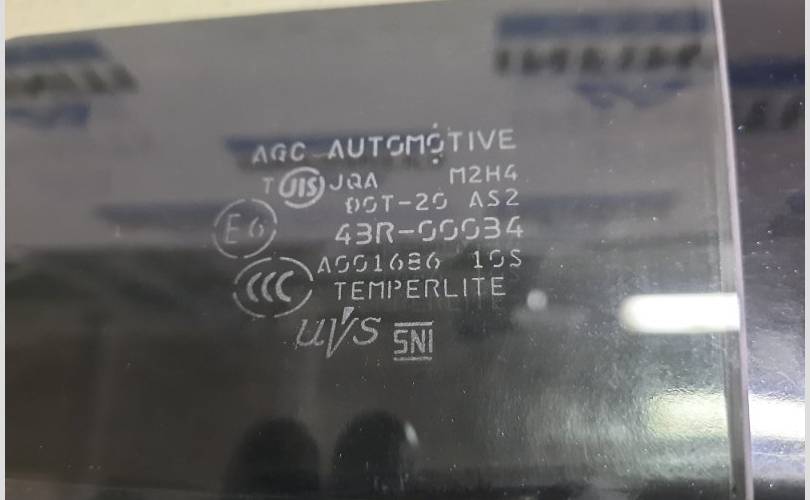 AGC AUTOMOTIVE
T JIS JQA M2H4
DOT-20 AS2
E6 43R-00034
CCC A001686 10S
TEMPERLITE
UVS SNI